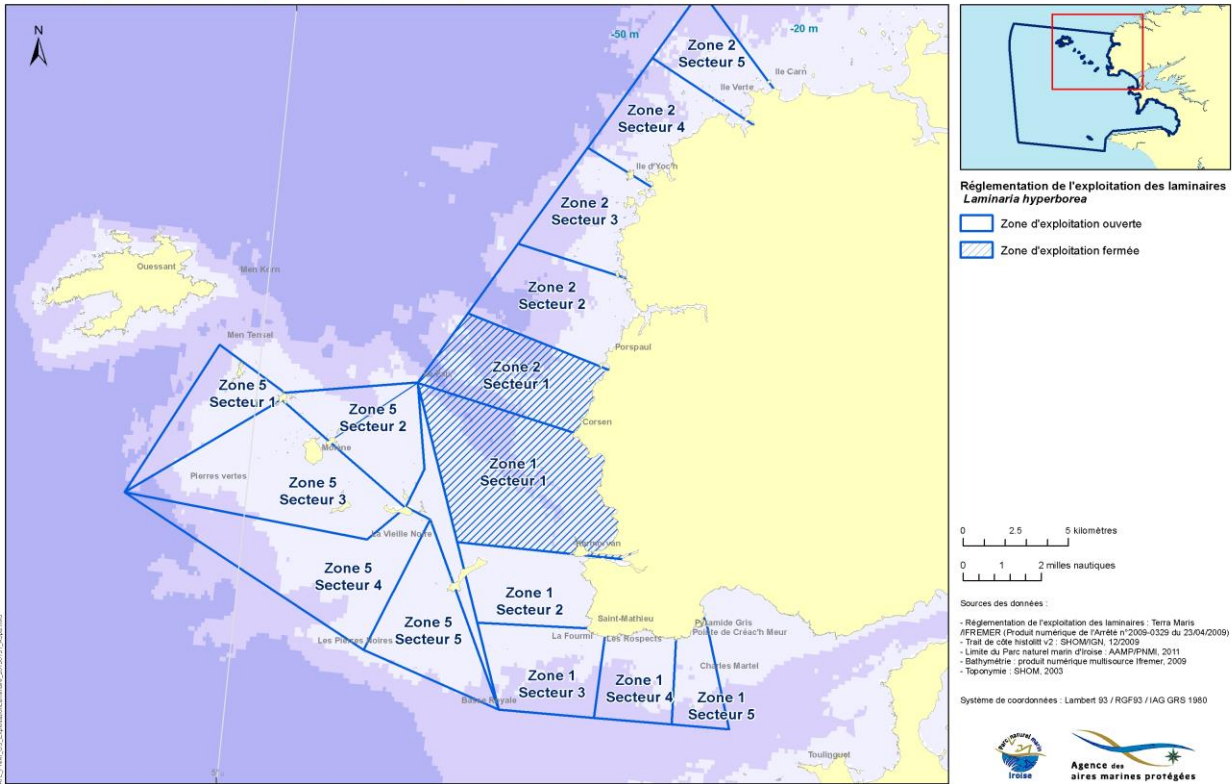 N
-50 m
-20 m
Zone 2
Secteur 5
Ile Carn
Ile Verte
Zone 2
Secteur 4
Ile d'Yoc'h
Zone 2
Secteur 3
Ouessant
Men Korn
Zone 2
Secteur 2
Men Tensel
Porspaul
Zone 2
Secteur 1
Zone 5
Secteur 1
Zone 5
Secteur 2
Corsen
Molène
Zone 1
Secteur 1
Pierres vertes
Zone 5
Secteur 3
La Vieille Noire
Zone 5
Secteur 4
Zone 1
Secteur 2
Zone 5
Secteur 5
Saint-Mathieu
Pyramide Gris
Pointe de Créac'h Meur
Les Pierres Noires
La Fourmi
Les Rospects
Charles Martel
Zone 1
Secteur 3
Zone 1
Secteur 4
Zone 1
Secteur 5
Basse Royale
Toulinguet
Réglementation de l'exploitation des laminaires
Laminaria hyperborea
Zone d'exploitation ouverte
Zone d'exploitation fermée
0 2.5 5 kilomètres
0 1 2 milles nautiques
Sources des données :
- Réglementation de l'exploitation des laminaires : Terra Maris
/IFREMER (Produit numérique de l'Arrêté n°2009-0329 du 23/04/2009)
- Trait de côte histolitt v2 : SHOM/IGN, 12/2009
- Limite du Parc naturel marin d'Iroise : AAMP/PNMI, 2011
- Bathymétrie : produit numérique multisource Ifremer, 2009
- Toponymie : SHOM, 2003
Système de coordonnées : Lambert 93 / RGF93 / IAG GRS 1980
Parc naturel marin
Iroise
Agence des
aires marines protégées